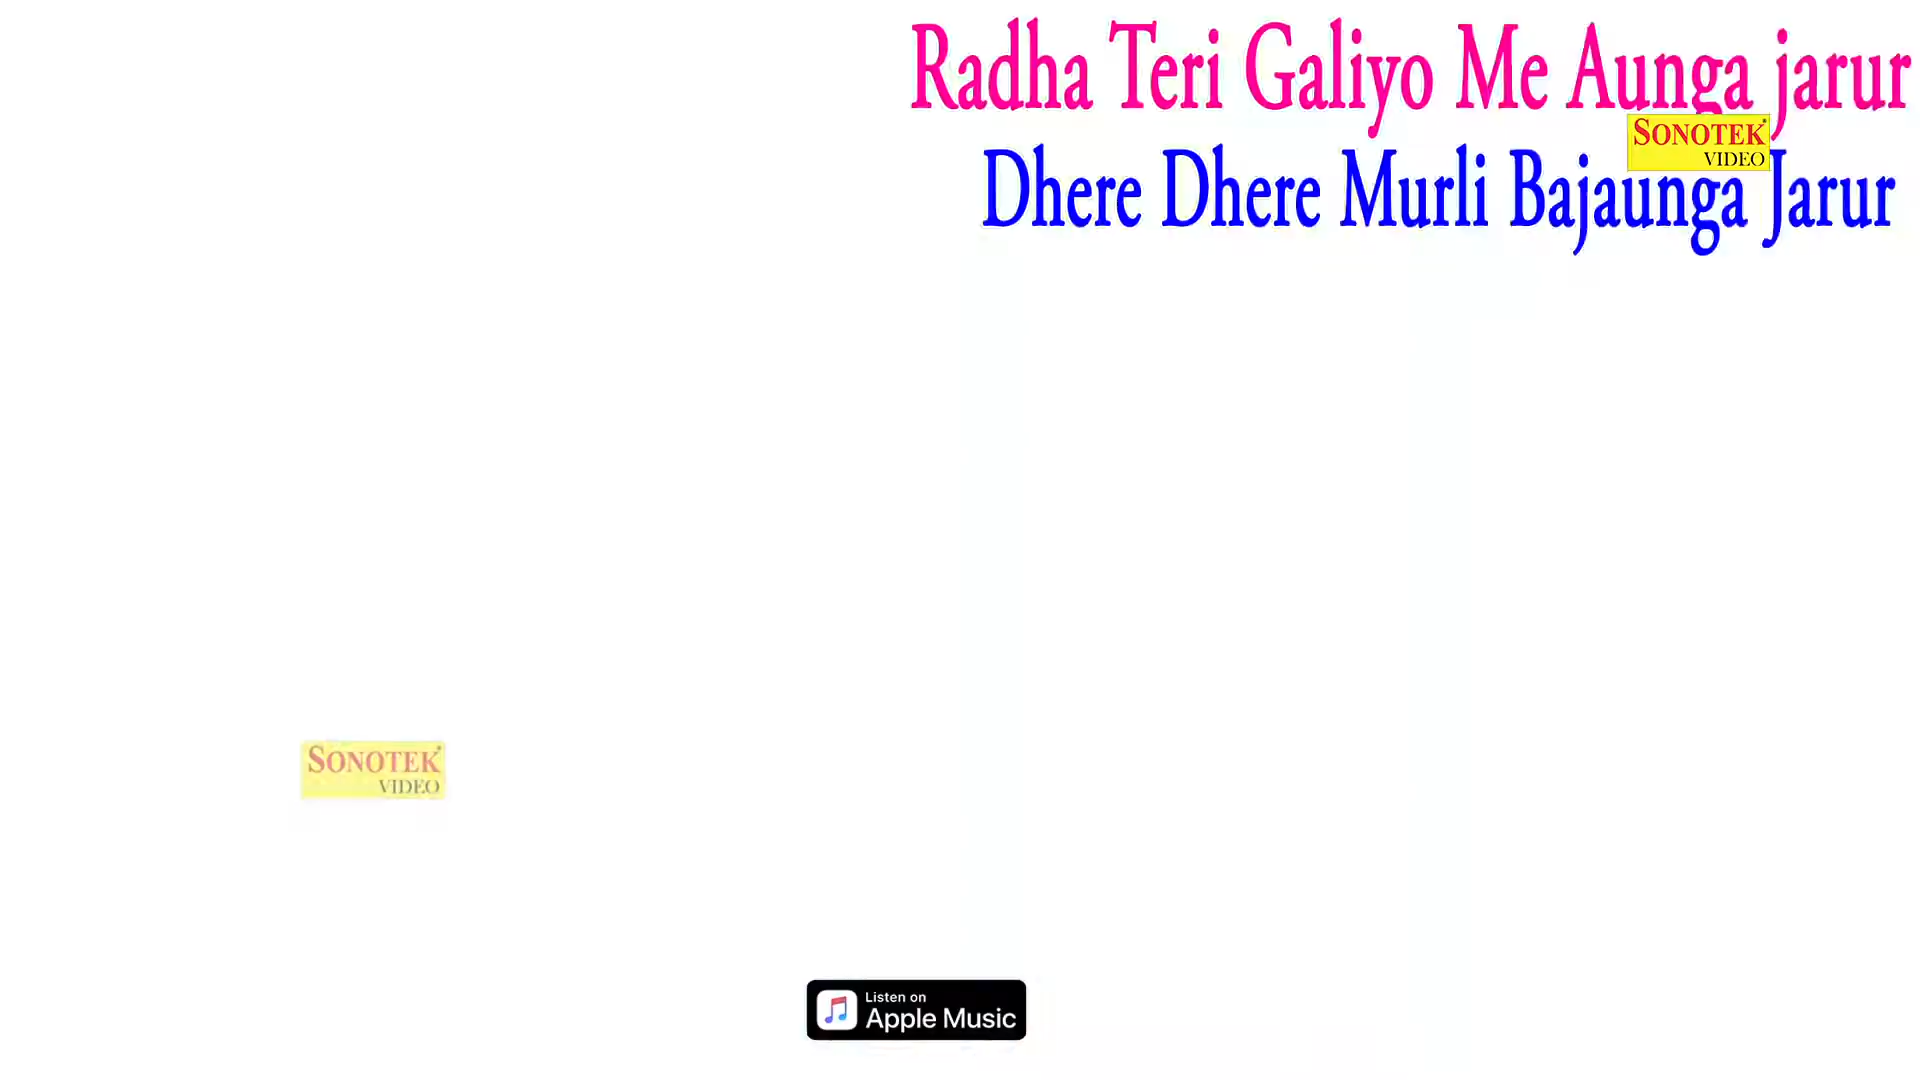 Radha Teri Galiyo Me Aunga jarur
SONOTEK
VIDEO
Dhere Dhere Murli Bajaunga Jarur
SONOTEK
VIDEO
Listen on
Apple Music